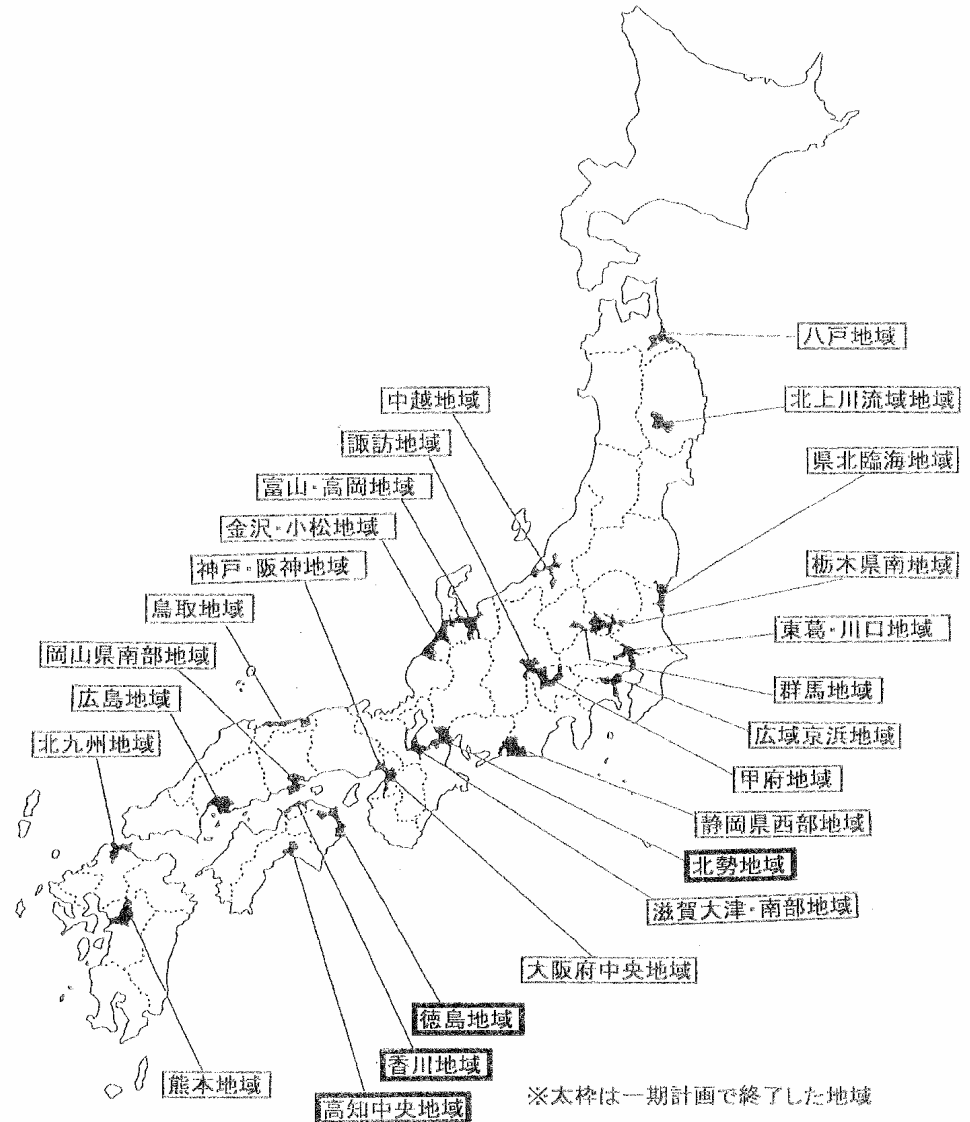 八戸地域
中越地域
北上川流域地域
諏訪地域
県北臨海地域
富山・高岡地域
金沢・小松地域
栃木県南地域
神戸・阪神地域
鳥取地域
東葛・川口地域
岡山県南部地域
群馬地域
広島地域
広域京浜地域
北九州地域
甲府地域
静岡県西部地域
北勢地域
滋賀大津・南部地域
大阪府中央地域
徳島地域
香川地域
熊本地域
高知中央地域
※太枠は一期計画で終了した地域